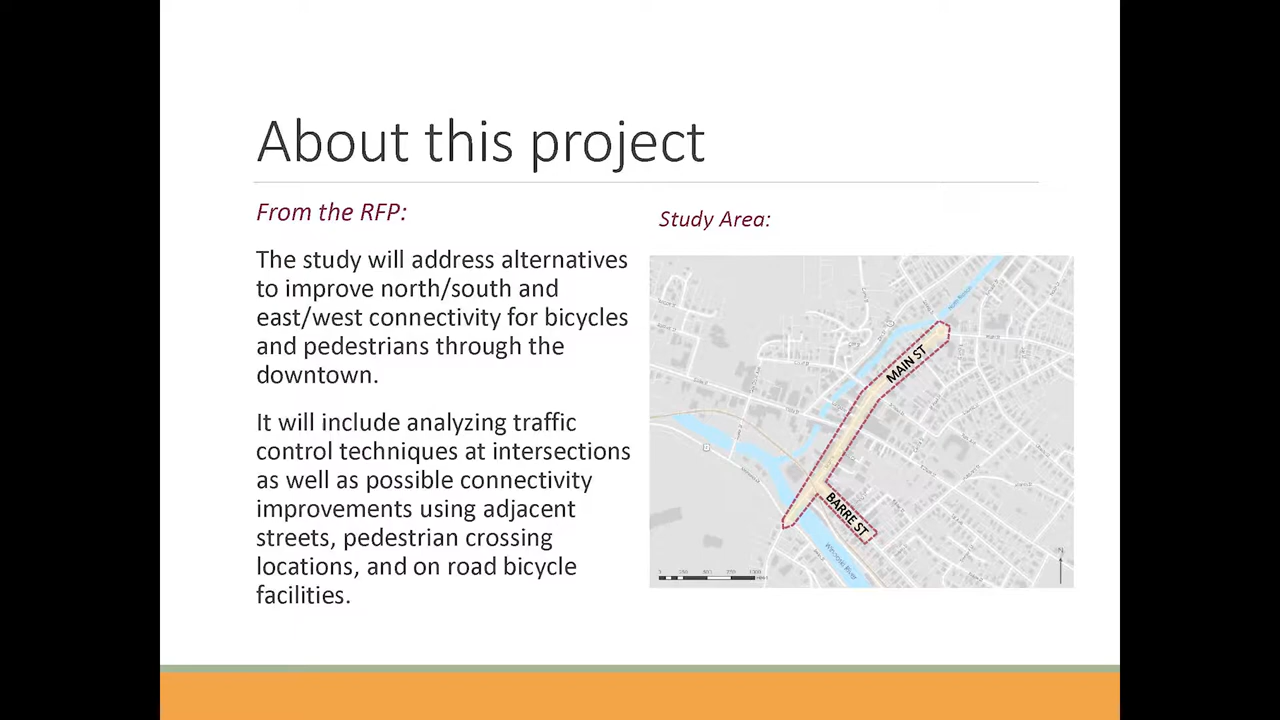 About this project
From the RFP:
The study will address alternatives
to improve north/south and
east/west connectivity for bicycles
and pedestrians through the
downtown.
It will include analyzing traffic
control techniques at intersections
as well as possible connectivity
improvements using adjacent
streets, pedestrian crossing
locations, and on road bicycle
facilities.
Study Area:
MAIN ST
BARRE ST
Winooski River